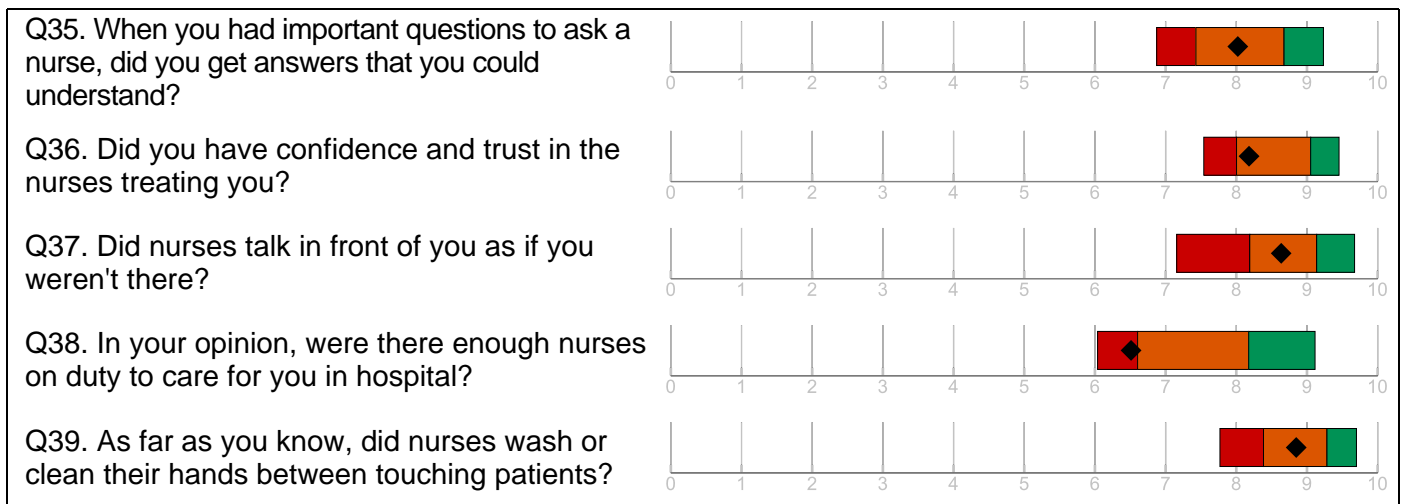 Q35. When you had important questions to ask a
nurse, did you get answers that you could
understand?
0 1 2 3 4 5 6 7 8 9 10
Q36. Did you have confidence and trust in the
nurses treating you?
0 1 2 3 4 5 6 7 8 9 10
Q37. Did nurses talk in front of you as if you
weren't there?
0 1 2 3 4 5 6 7 8 9 10
Q38. In your opinion, were there enough nurses
on duty to care for you in hospital?
0 1 2 3 4 5 6 7 8 9 10
Q39. As far as you know, did nurses wash or
clean their hands between touching patients?
0 1 2 3 4 5 6 7 8 9 10